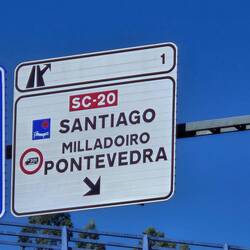 1
SC-20
SANTIAGO
MILLADOIRO
PONTEVEDRA